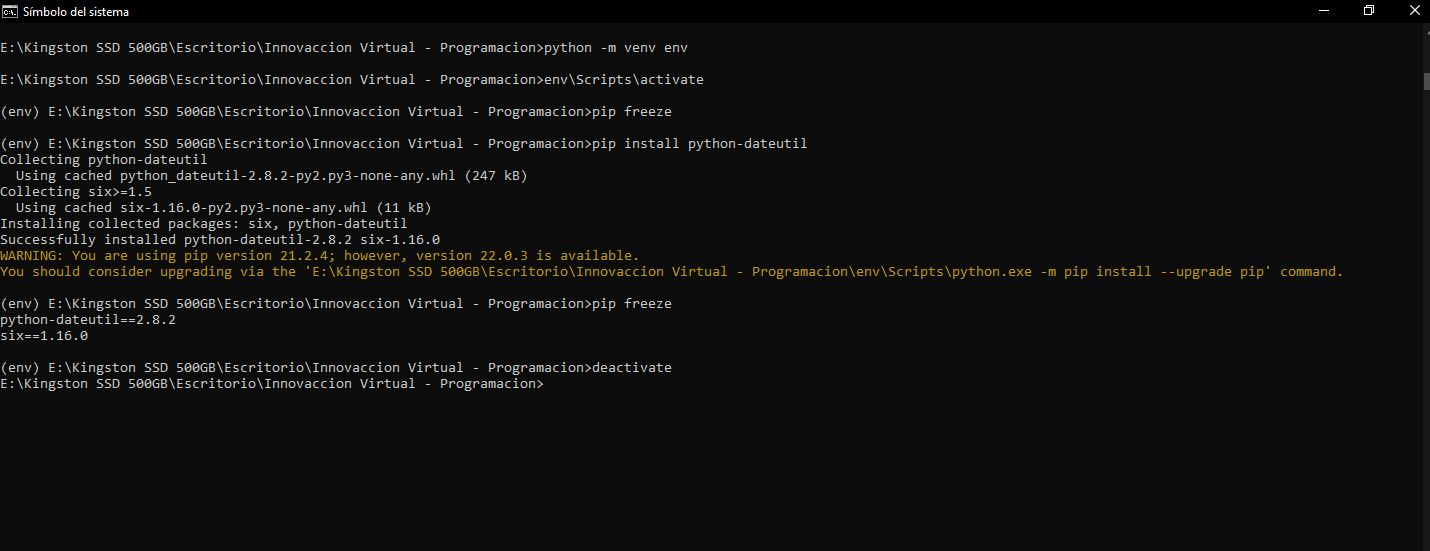 Símbolo del sistema
E:\Kingston SSD 500GB\Escritorio\Innovaccion Virtual - Programacion>python -m venv env
E:\Kingston SSD 500GB\Escritorio\Innovaccion Virtual - Programacion>env\Scripts\activate
(env) E:\Kingston SSD 500GB\Escritorio\Innovaccion Virtual - Programacion>pip freeze
(env) E:\Kingston SSD 500GB\Escritorio\Innovaccion Virtual - Programacion>pip install python-dateutil
Collecting python-dateutil
  Using cached python_dateutil-2.8.2-py2.py3-none-any.whl (247 kB)
Collecting six>=1.5
  Using cached six-1.16.0-py2.py3-none-any.whl (11 kB)
Installing collected packages: six, python-dateutil
Successfully installed python-dateutil-2.8.2 six-1.16.0
WARNING: You are using pip version 21.2.4; however, version 22.0.3 is available.
You should consider upgrading via the 'E:\Kingston SSD 500GB\Escritorio\Innovaccion Virtual - Programacion\env\Scripts\python.exe -m pip install --upgrade pip' command.
(env) E:\Kingston SSD 500GB\Escritorio\Innovaccion Virtual - Programacion>pip freeze
python-dateutil==2.8.2
six==1.16.0
(env) E:\Kingston SSD 500GB\Escritorio\Innovaccion Virtual - Programacion>deactivate
E:\Kingston SSD 500GB\Escritorio\Innovaccion Virtual - Programacion>